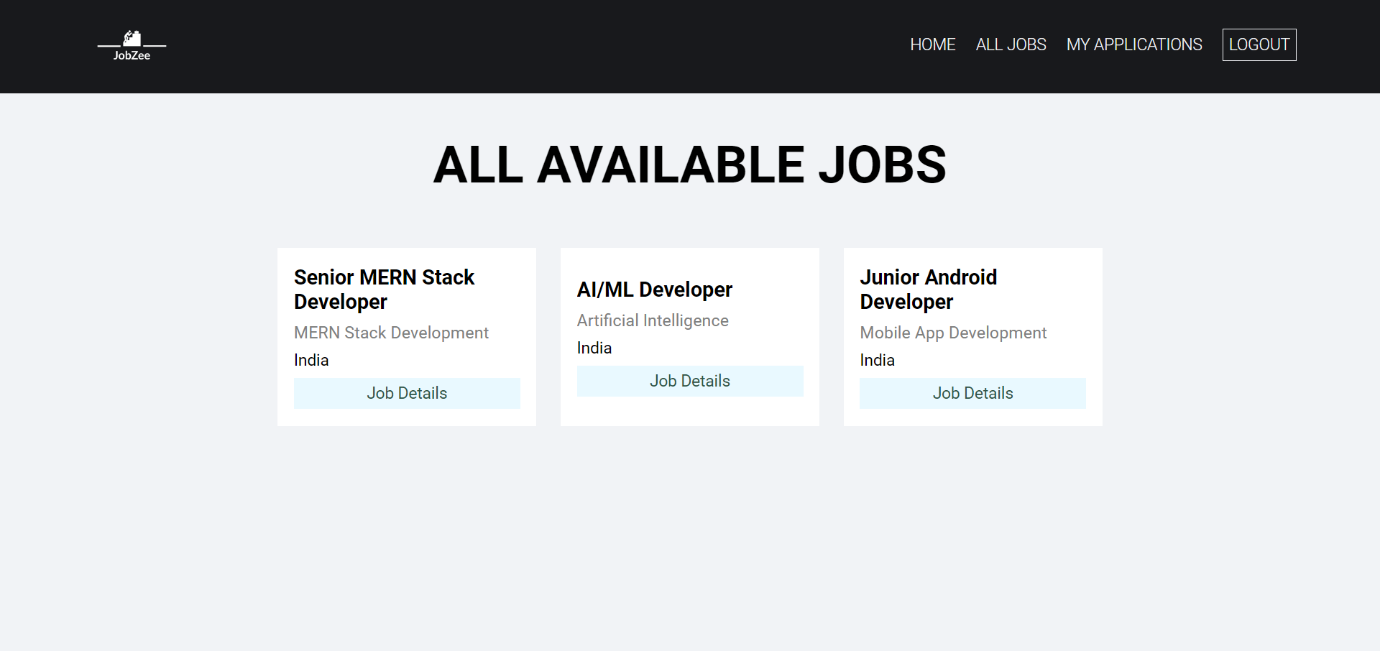 JobZee
HOME ALL JOBS MY APPLICATIONS LOGOUT
ALL AVAILABLE JOBS
Senior MERN Stack
Developer
MERN Stack Development
India
Job Details
AI/ML Developer
Artificial Intelligence
India
Job Details
Junior Android
Developer
Mobile App Development
India
Job Details